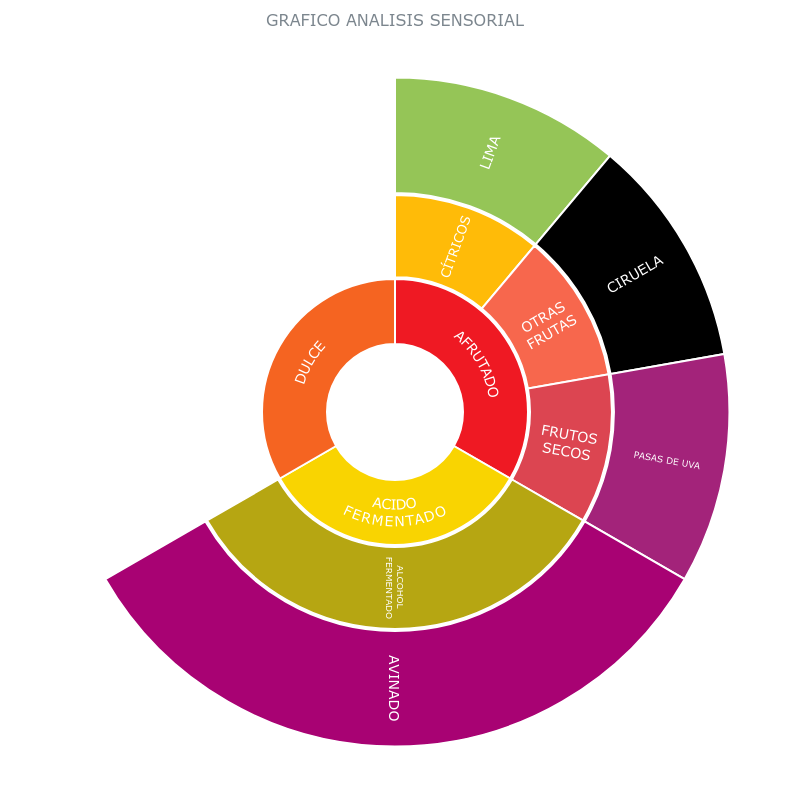 GRAFICO ANALISIS SENSORIAL
LIMA
CÍTRICOS
CIRUELA
OTRAS
FRUTAS
DULCE
AFRUTADO
FRUTOS
SECOS
PASAS DE UVA
ACIDO
FERMENTADO
ALCOHOL
FERMENTADO
AVINADO